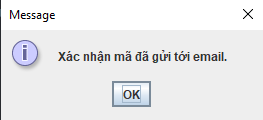 Message
Xác nhận mã đã gửi tới email.
OK